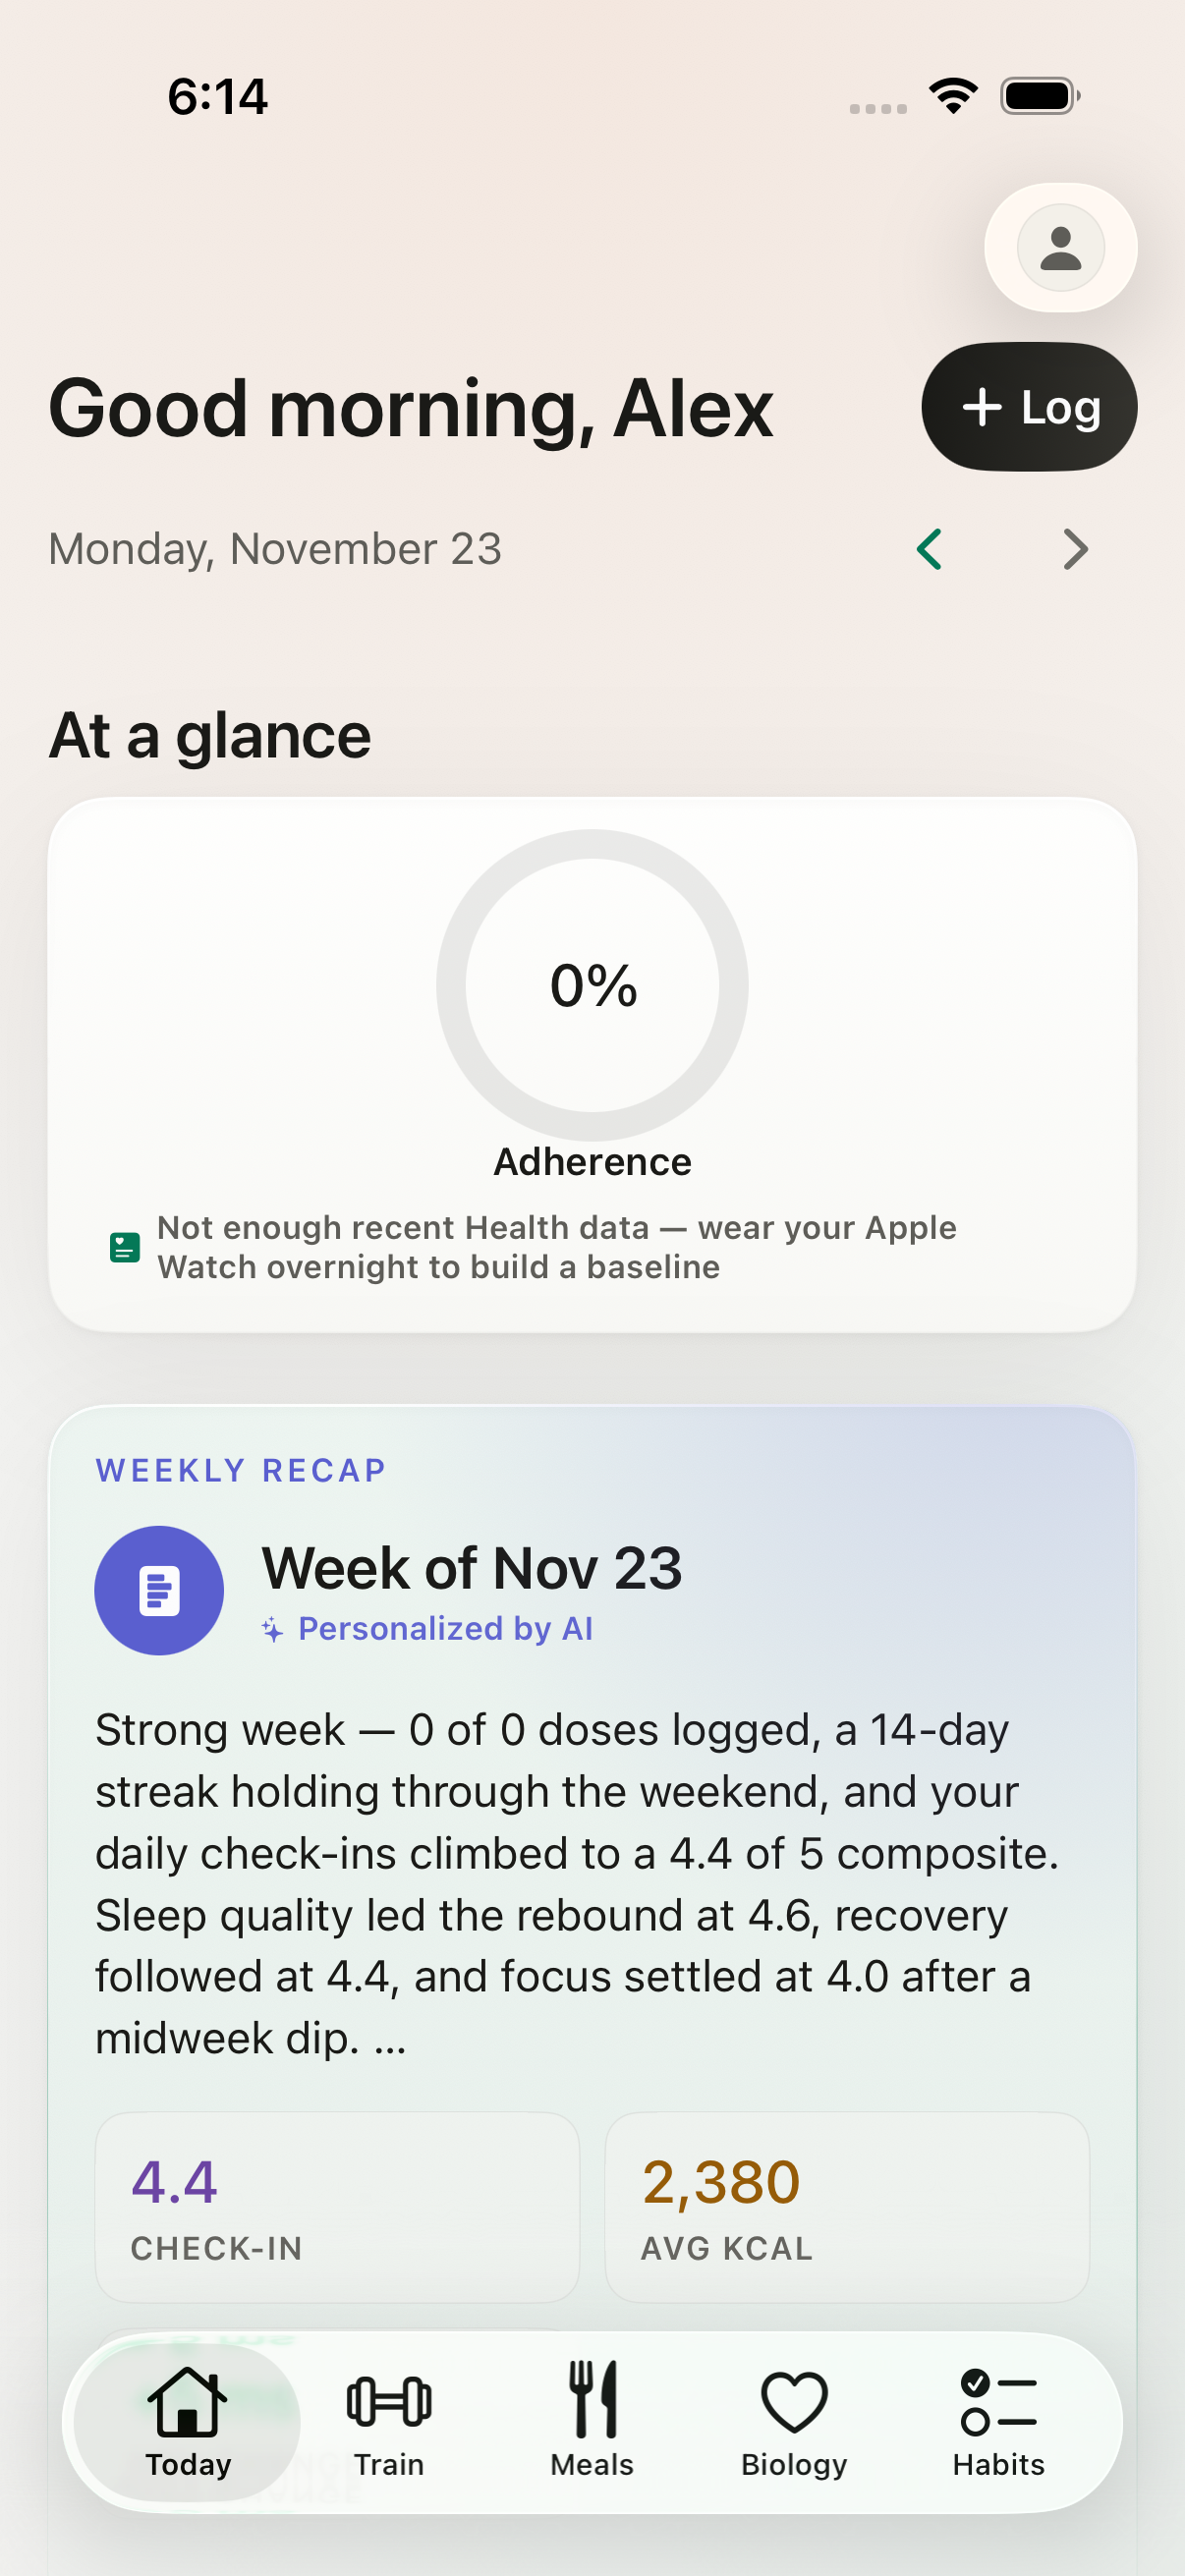 6:14
Good morning, Alex
+ Log
Monday, November 23
At a glance
0%
Adherence
Not enough recent Health data — wear your Apple
Watch overnight to build a baseline
WEEKLY RECAP
Week of Nov 23
Personalized by AI
Strong week — 0 of 0 doses logged, a 14-day
streak holding through the weekend, and your
daily check-ins climbed to a 4.4 of 5 composite.
Sleep quality led the rebound at 4.6, recovery
followed at 4.4, and focus settled at 4.0 after a
midweek dip. ...
4.4
CHECK-IN
2,380
AVG KCAL
Today
Train
Meals
Biology
Habits